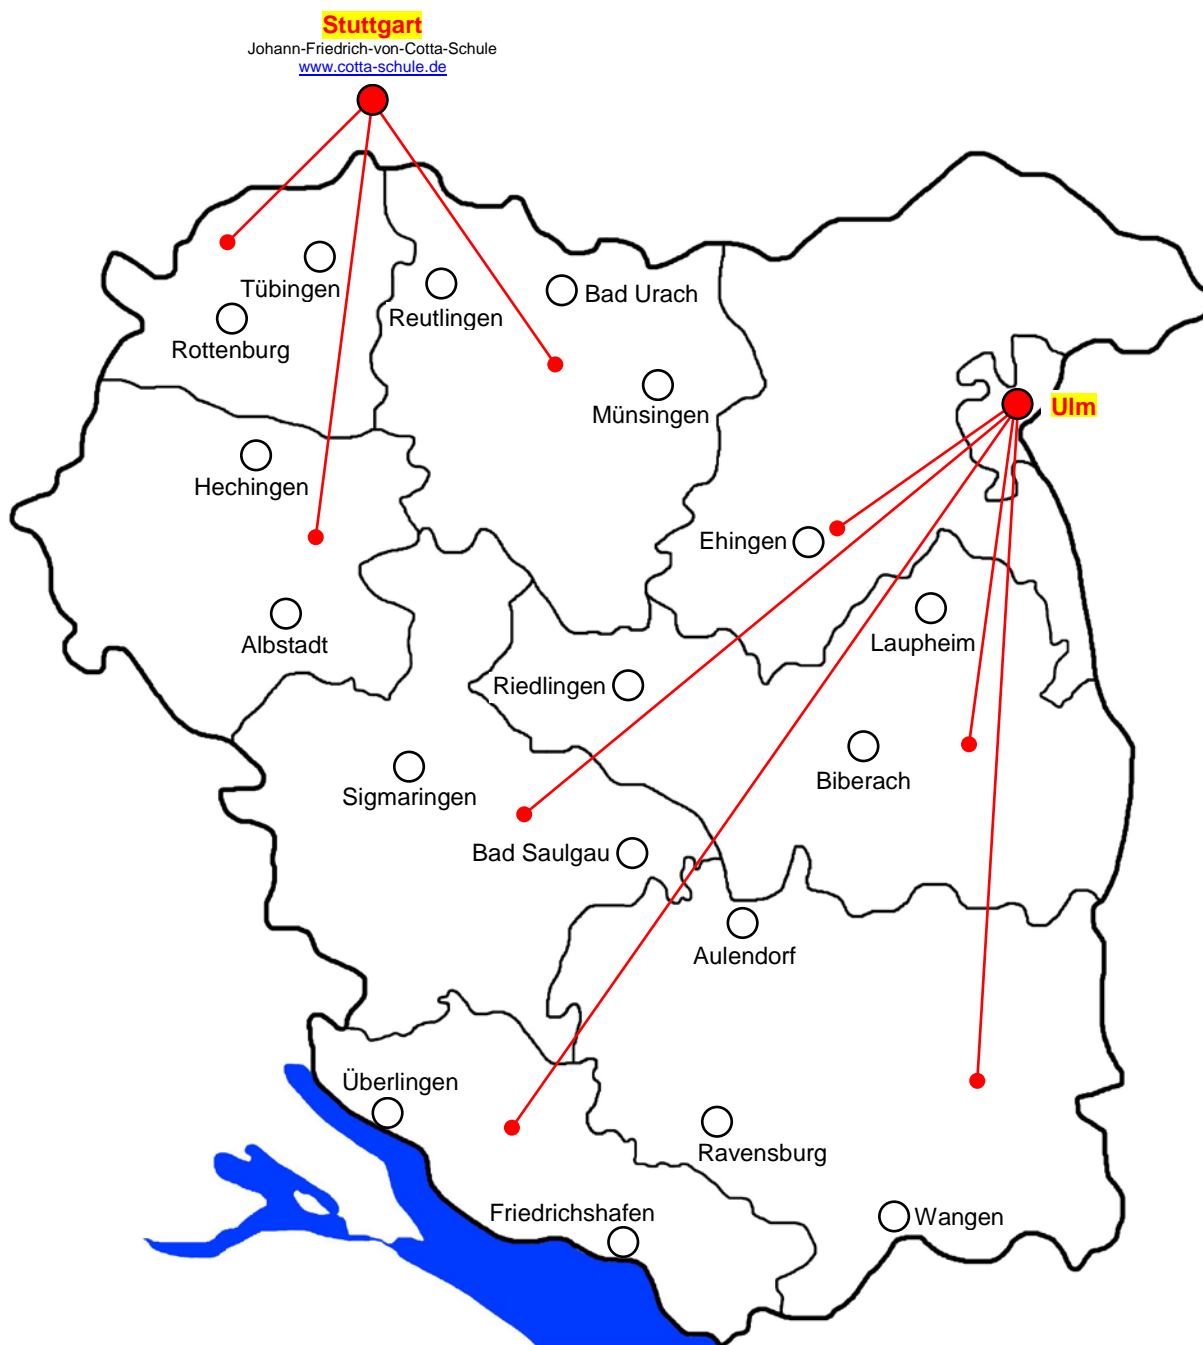 Stuttgart
Johann-Friedrich-von-Cotta-Schule
www.cotta-schule.de
Tübingen
Reutlingen
Bad Urach
Rottenburg
Münsingen
Ulm
Hechingen
Ehingen
Albstadt
Laupheim
Riedlingen
Sigmaringen
Biberach
Bad Saulgau
Aulendorf
Überlingen
Ravensburg
Friedrichshafen
Wangen